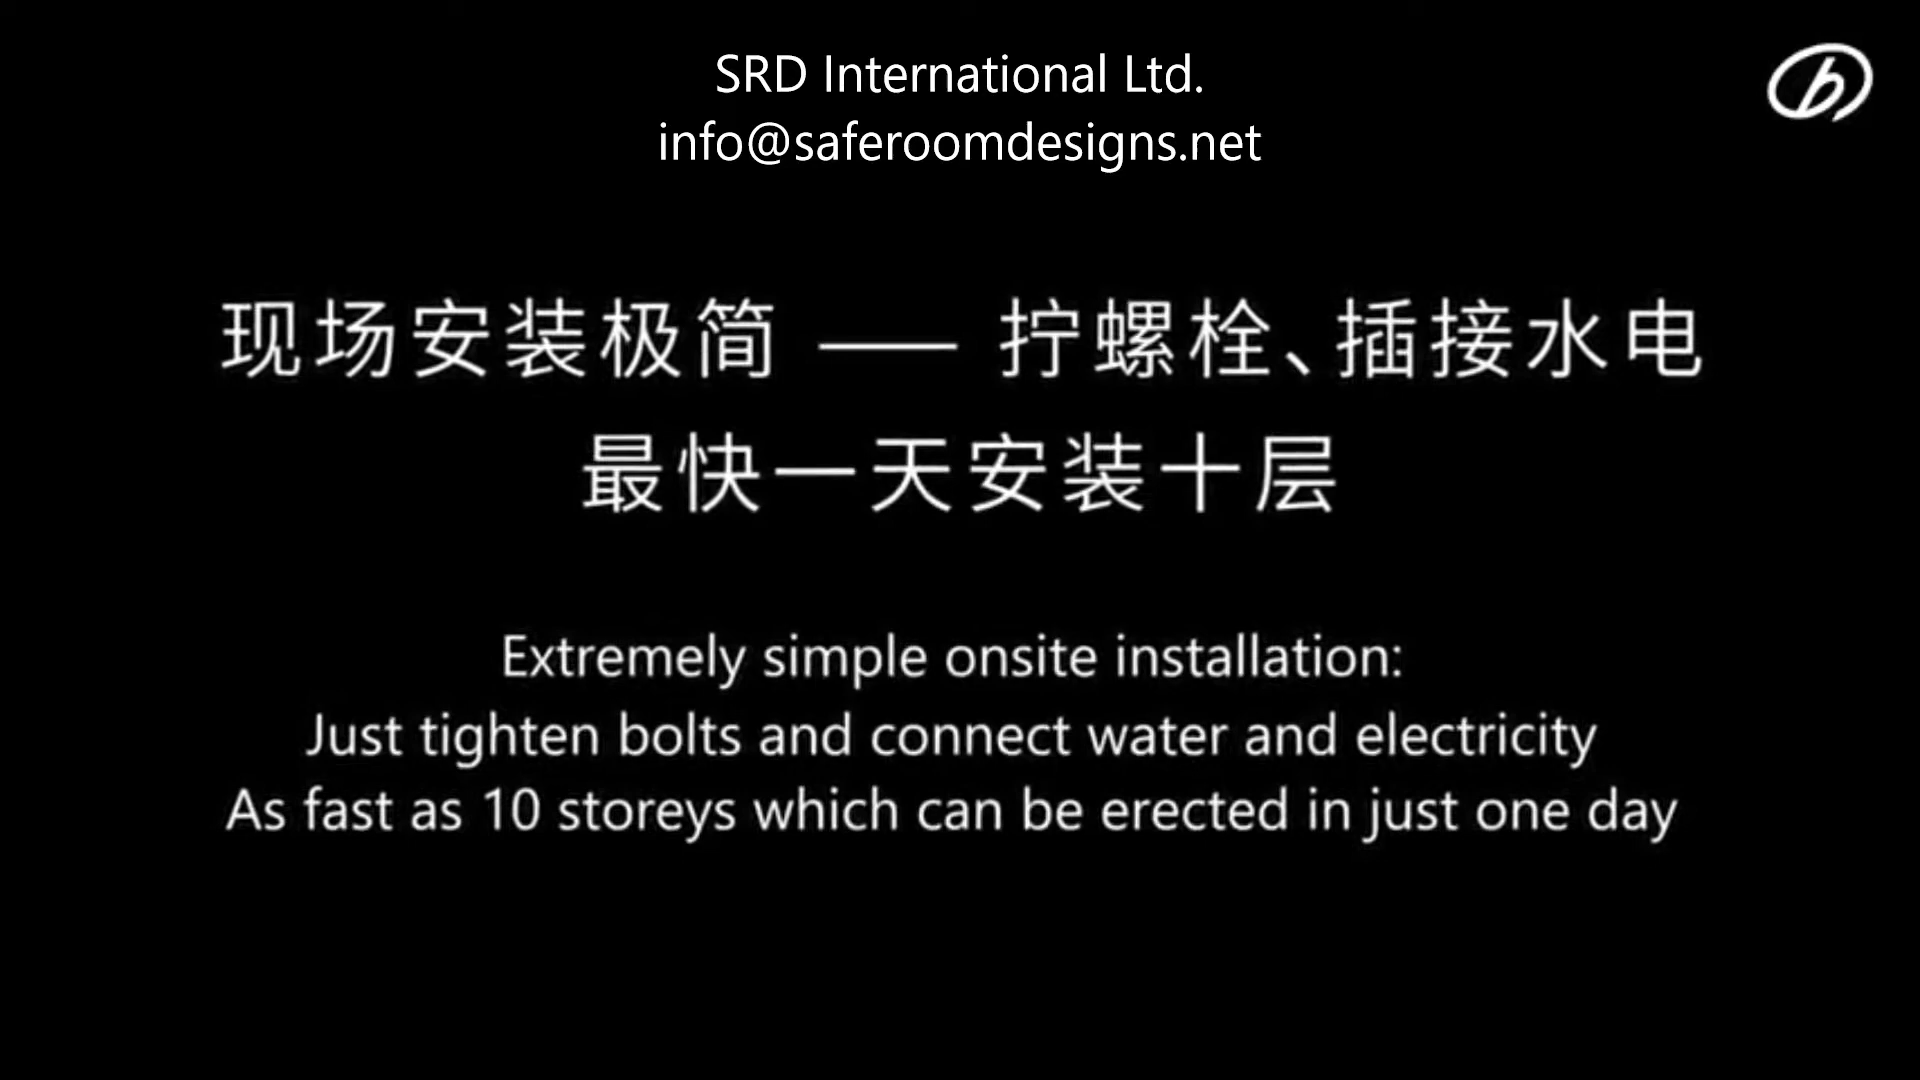 SRD International Ltd.
info@saferoomdesigns.net
现场安装极简 —— 拧螺栓、插接水电
最快一天安装十层
Extremely simple onsite installation:
Just tighten bolts and connect water and electricity
As fast as 10 storeys which can be erected in just one day